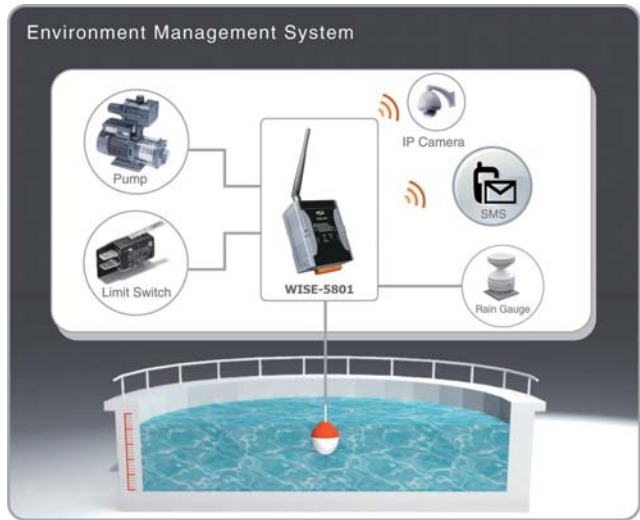 Environment Management System
Pump
IP Camera
SMS
Limit Switch
WISE-5801
Rain Gauge